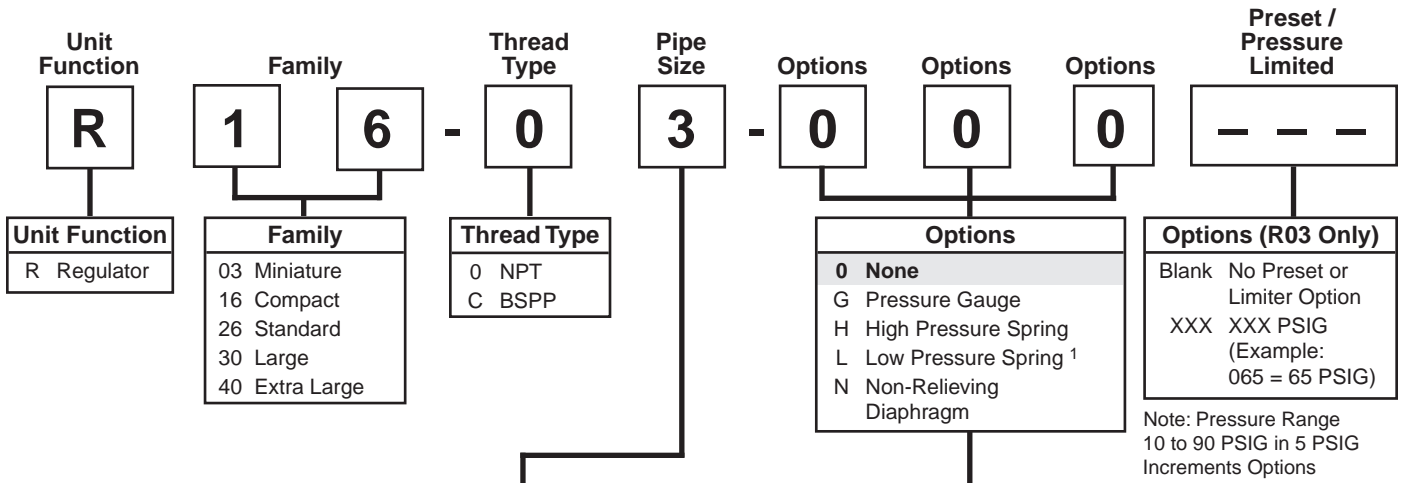 Unit Function
Family
Thread Type
Pipe Size
Options
Options
Options
Preset / Pressure Limited
R 1 6 - 0 3 - 0 0 0 – – –
Unit Function
R Regulator
Family
03 Miniature
16 Compact
26 Standard
30 Large
40 Extra Large
Thread Type
0 NPT
C BSPP
Options
0 None
G Pressure Gauge
H High Pressure Spring
L Low Pressure Spring 1
N Non-Relieving
Diaphragm
Options (R03 Only)
Blank No Preset or
Limiter Option
XXX XXX PSIG
(Example:
065 = 65 PSIG)
Note: Pressure Range
10 to 90 PSIG in 5 PSIG
Increments Options